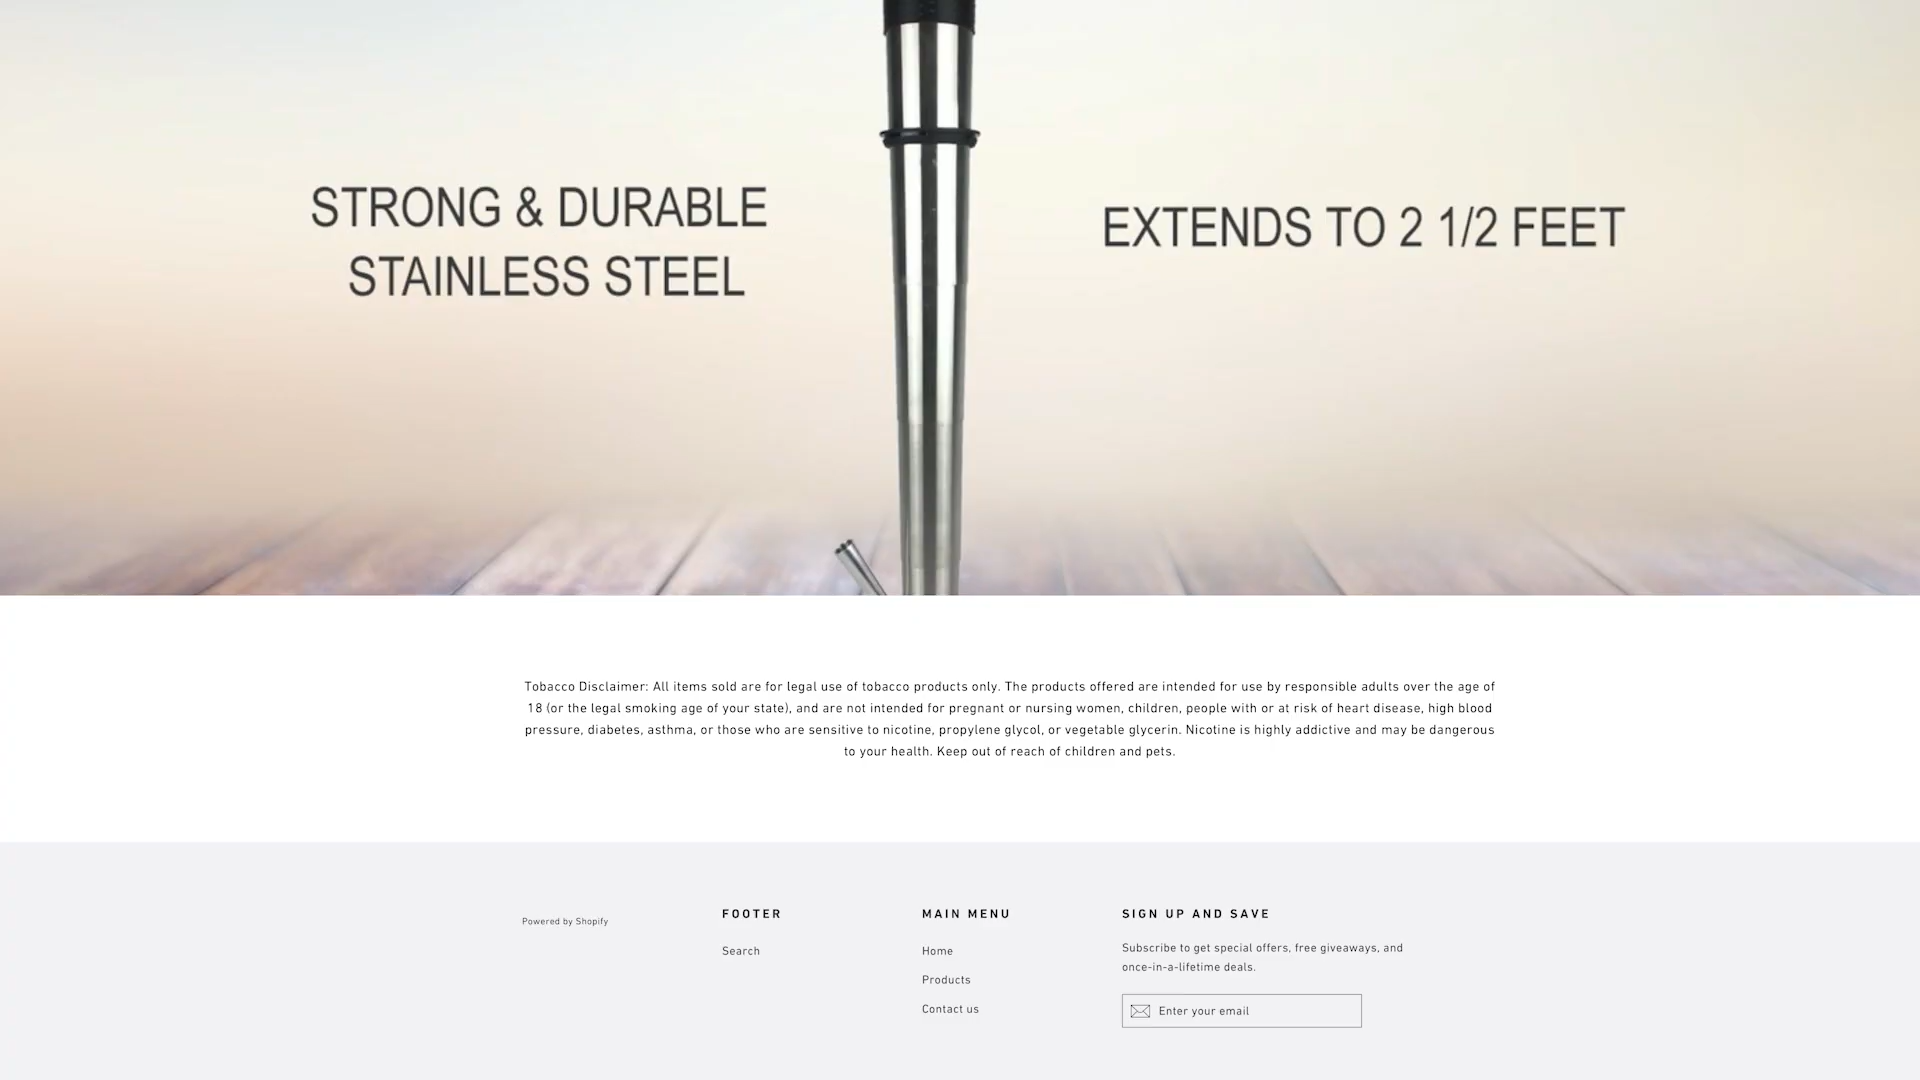 STRONG & DURABLE
STAINLESS STEEL
EXTENDS TO 2 1/2 FEET
Tobacco Disclaimer: All items sold are for legal use of tobacco products only. The products offered are intended for use by responsible adults over the age of
18 (or the legal smoking age of your state), and are not intended for pregnant or nursing women, children, people with or at risk of heart disease, high blood
pressure, diabetes, asthma, or those who are sensitive to nicotine, propylene glycol, or vegetable glycerin. Nicotine is highly addictive and may be dangerous
to your health. Keep out of reach of children and pets.
Powered by Shopify
FOOTER
Search
MAIN MENU
Home
Products
Contact us
SIGN UP AND SAVE
Subscribe to get special offers, free giveaways, and
once-in-a-lifetime deals.
Enter your email